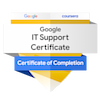 Google
coursera
Google
IT Support
Certificate
Certificate of Completion